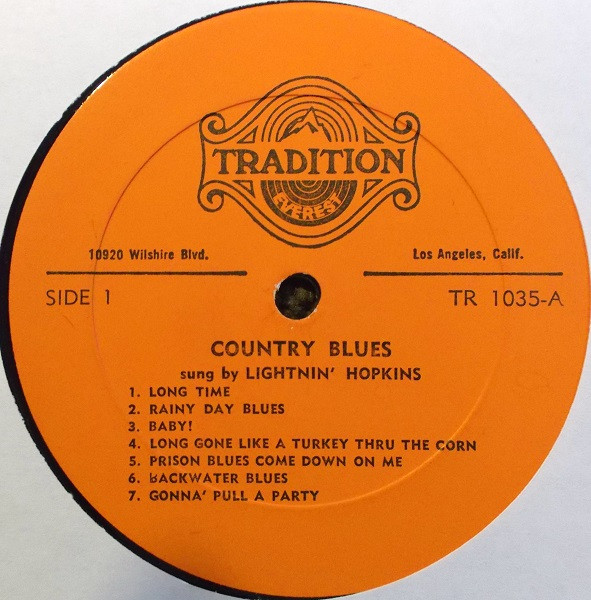 TRADITION
EVEREST
10920 Wilshire Blvd.
Los Angeles, Calif.
SIDE 1
TR 1035-A
COUNTRY BLUES
sung by LIGHTNIN' HOPKINS
1. LONG TIME
2. RAINY DAY BLUES
3. BABY!
4. LONG GONE LIKE A TURKEY THRU THE CORN
5. PRISON BLUES COME DOWN ON ME
6. BACKWATER BLUES
7. GONNA' PULL A PARTY